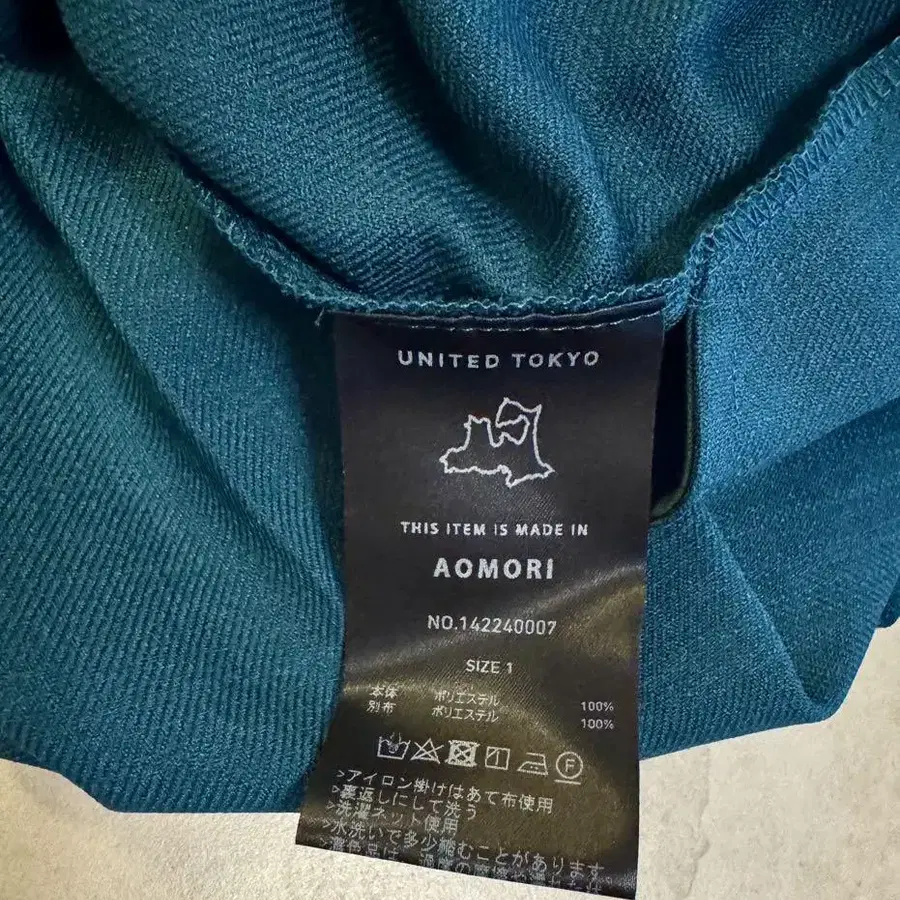 UNITED TOKYO
THIS ITEM IS MADE IN
AOMORI
NO.142240007
SIZE 1
本体 ポリエステル 100%
別布 ポリエステル 100%
>アイロン掛けはあて布使用
>裏返しにして洗う
>洗濯ネット使用
>水洗いで多少縮むことがあります